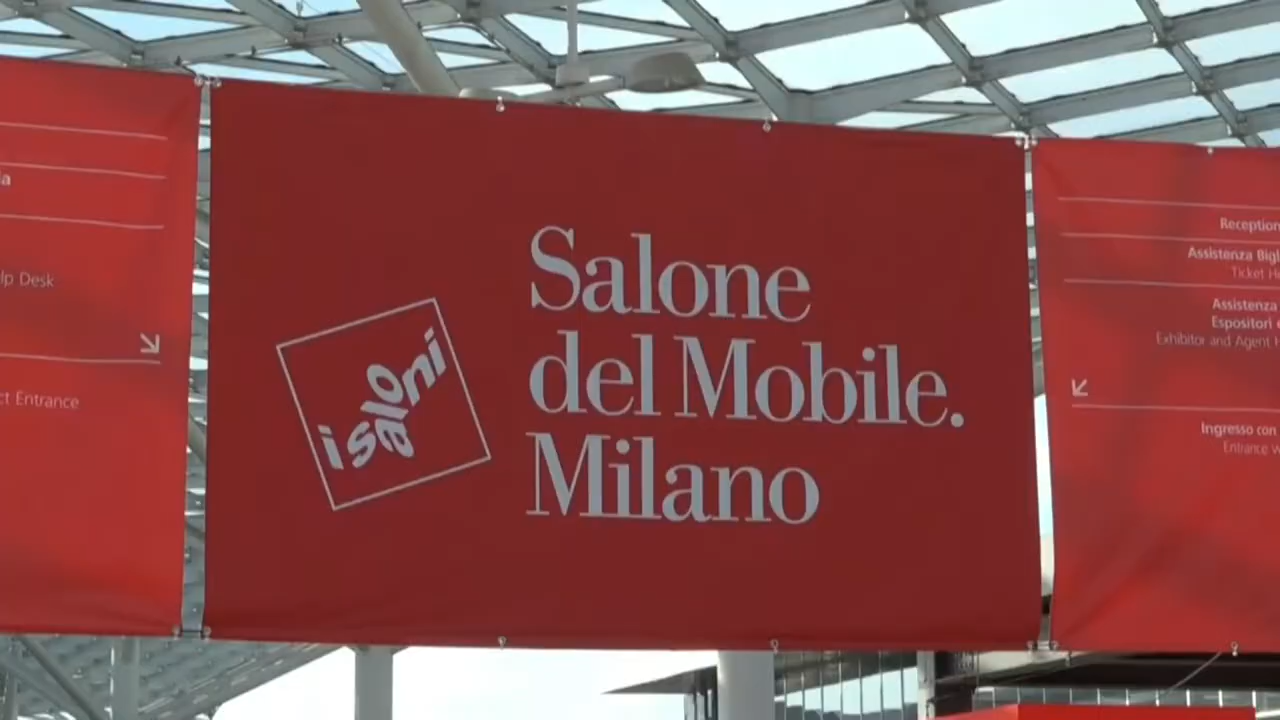 a
lp Desk
ct Entrance
i saloni
Salone
del Mobile.
Milano
Reception
Assistenza Bigl
Ticket H
Assistenza
Espositori
Exhibitor and Agent H
Ingresso con
Entrance W